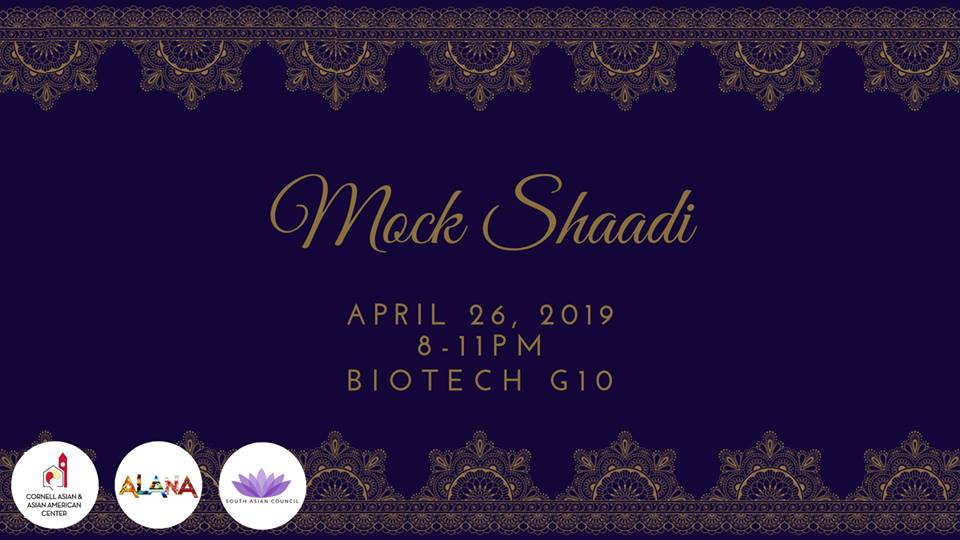 Mock Shaadi
APRIL 26, 2019
8-11PM
BIOTECH G10
CORNELL ASIAN &
ASIAN AMERICAN
CENTER
ALANA
SOUTH ASIAN COUNCIL